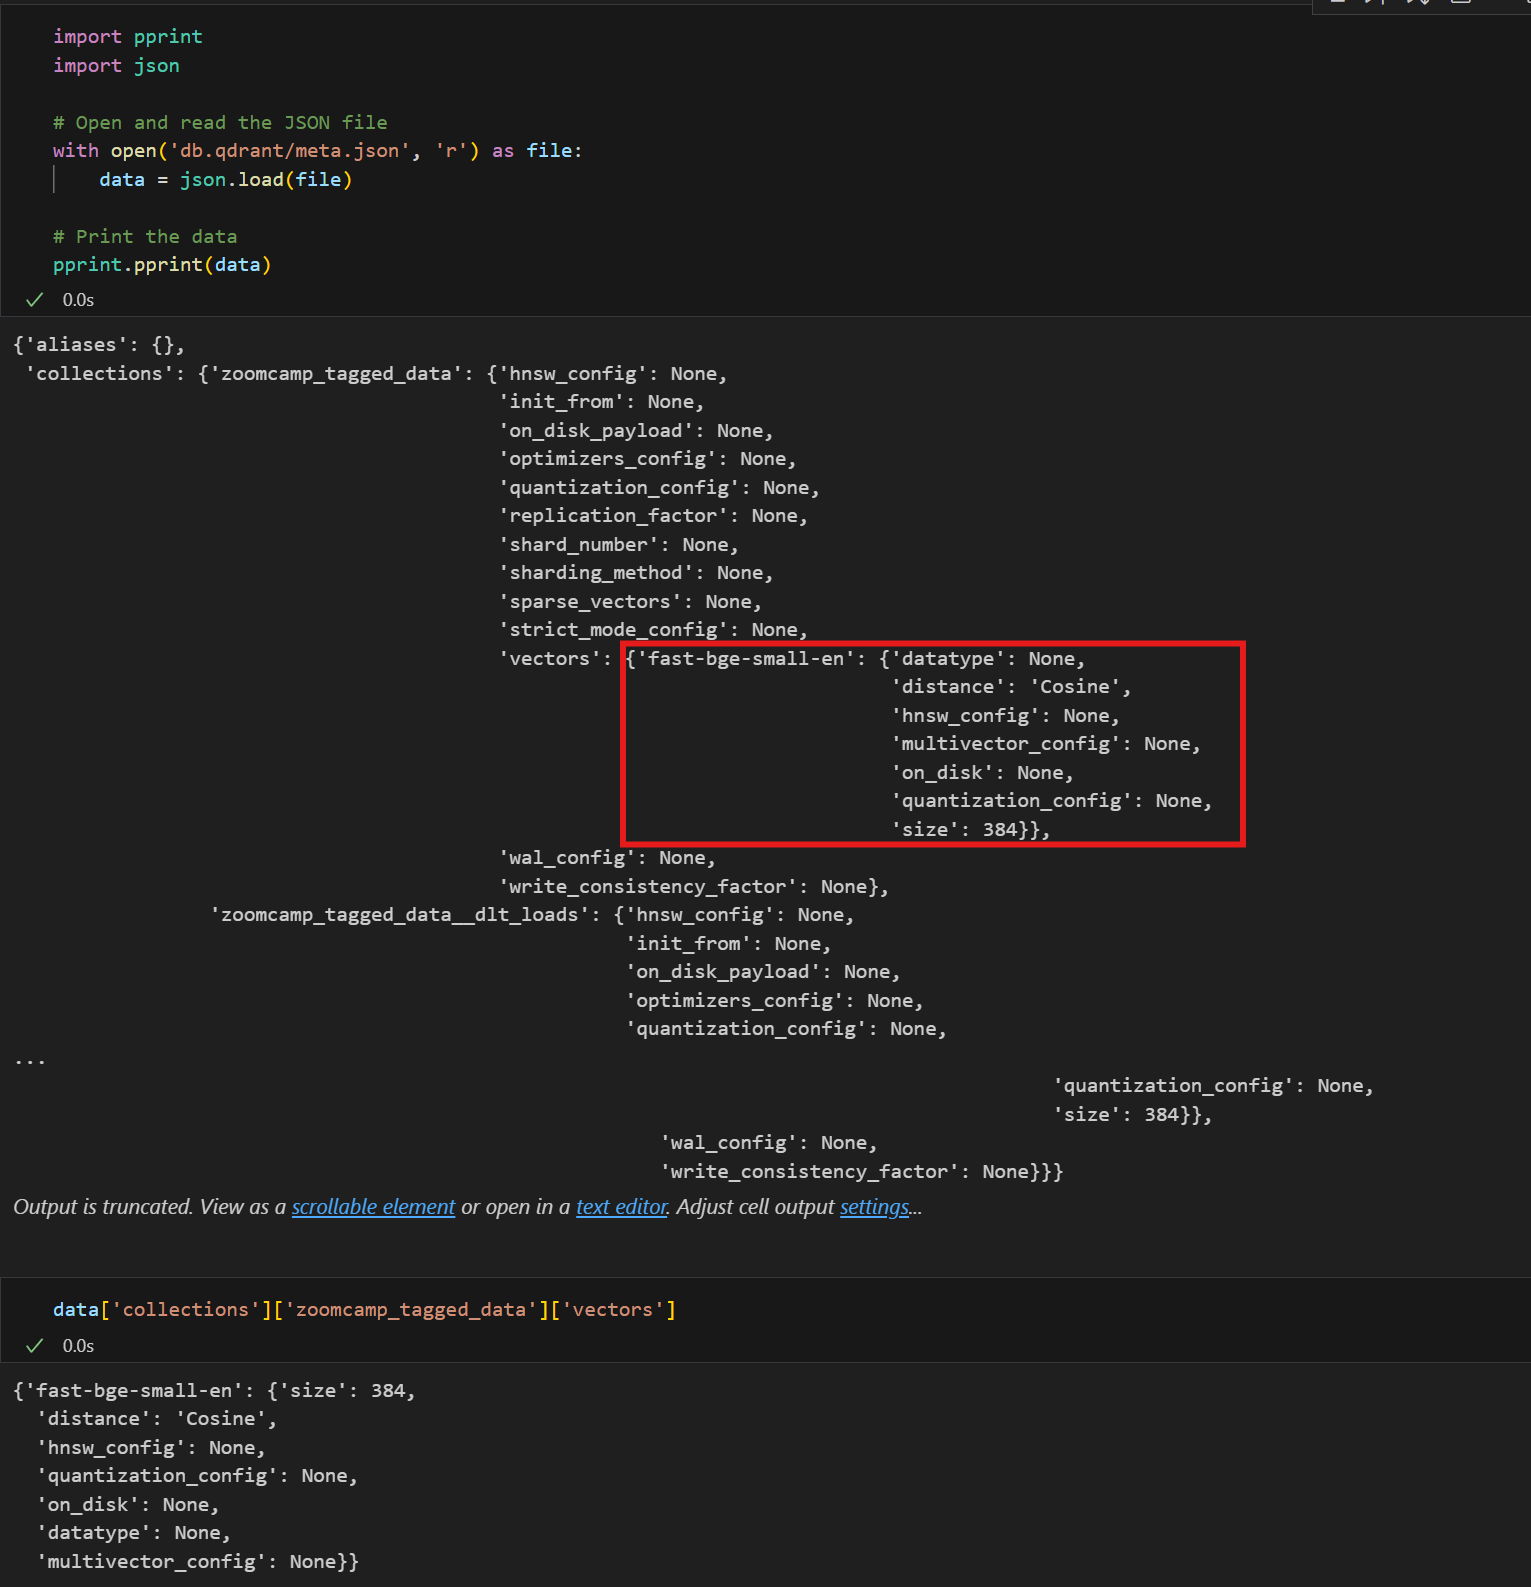 import pprint
import json
# Open and read the JSON file
with open('db.qdrant/meta.json', 'r') as file:
    data = json.load(file)
# Print the data
pprint.pprint(data)
0.0s
{'aliases': {},
 'collections': {'zoomcamp_tagged_data': {'hnsw_config': None,
'init_from': None,
'on_disk_payload': None,
'optimizers_config': None,
'quantization_config': None,
'replication_factor': None,
'shard_number': None,
'sharding_method': None,
'sparse_vectors': None,
'strict_mode_config': None,
'vectors': {'fast-bge-small-en': {'datatype': None,
'distance': 'Cosine',
'hnsw_config': None,
'multivector_config': None,
'on_disk': None,
'quantization_config': None,
'size': 384}},
'wal_config': None,
'write_consistency_factor': None},
'zoomcamp_tagged_data__dlt_loads': {'hnsw_config': None,
'init_from': None,
'on_disk_payload': None,
'optimizers_config': None,
'quantization_config': None,
...
'quantization_config': None,
'size': 384}},
'wal_config': None,
'write_consistency_factor': None}}}
Output is truncated. View as a scrollable element or open in a text editor. Adjust cell output settings...
data['collections']['zoomcamp_tagged_data']['vectors']
0.0s
{'fast-bge-small-en': {'size': 384,
'distance': 'Cosine',
'hnsw_config': None,
'quantization_config': None,
'on_disk': None,
'datatype': None,
'multivector_config': None}}